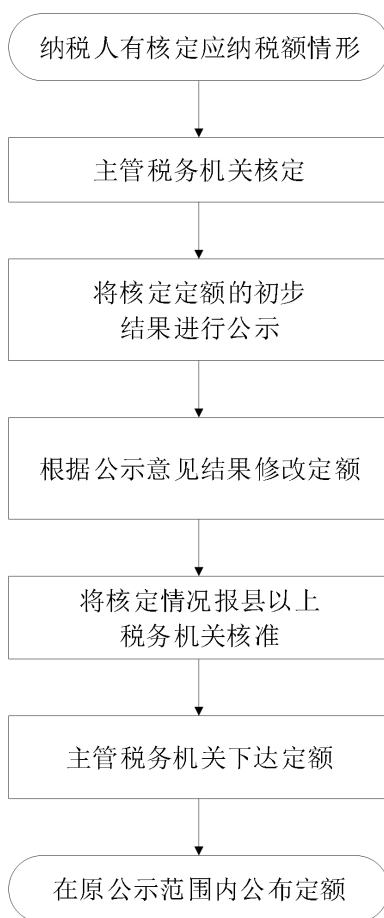 纳税人有核定应纳税额情形
主管税务机关核定
将核定定额的初步
结果进行公示
根据公示意见结果修改定额
将核定情况报县以上
税务机关核准
主管税务机关下达定额
在原公示范围内公布定额